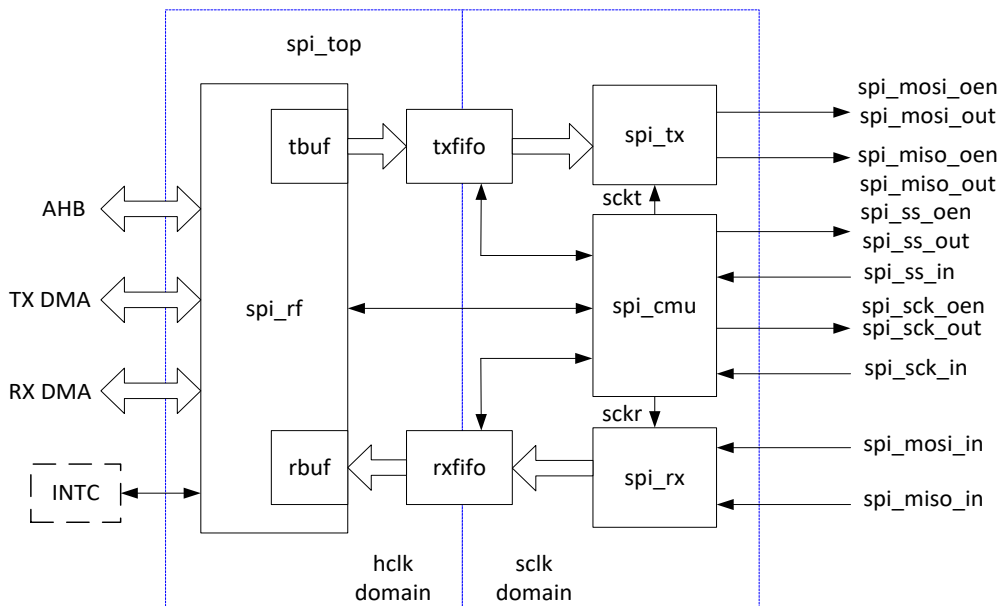 spi_top
tbuf
txfifo
spi_tx
spi_mosi_oen
spi_mosi_out
spi_miso_oen
spi_miso_out
AHB
sckt
spi_ss_oen
spi_ss_out
spi_ss_in
TX DMA
spi_rf
spi_cmu
spi_sck_oen
spi_sck_out
RX DMA
spi_sck_in
sckr
rbuf
rxfifo
spi_rx
spi_mosi_in
INTC
spi_miso_in
hclk
domain
sclk
domain